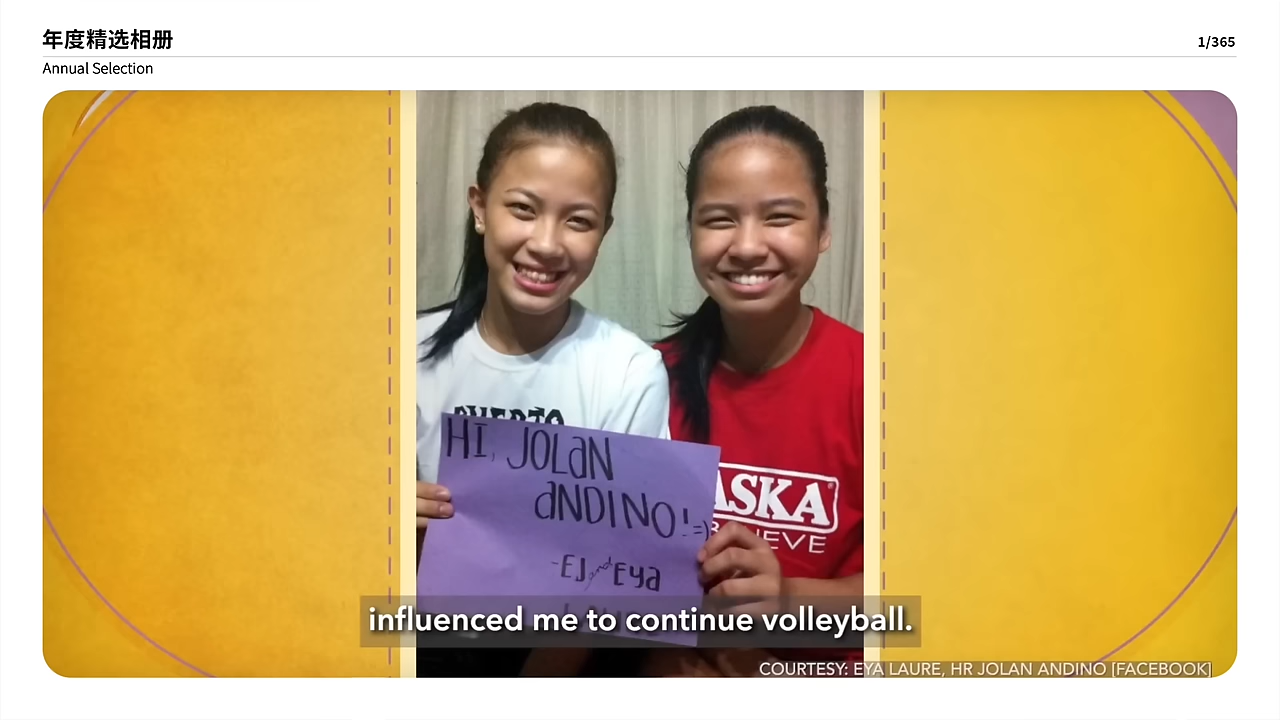 年度精选相册
1/365
Annual Selection
HI, JOLaN
aNDINO! =)
-EJ and Eya
ASKA
influenced me to continue volleyball.
COURTESY: EYA LAURE, HR JOLAN ANDINO [FACEBOOK]